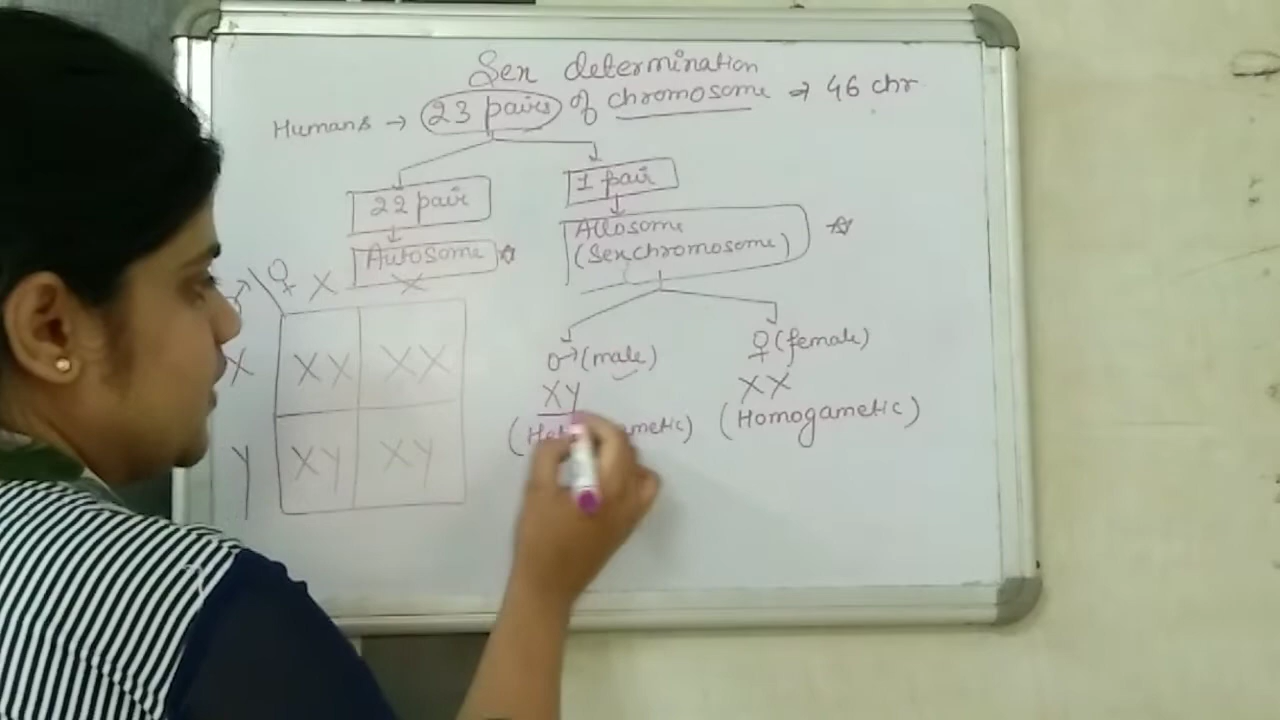 Sex determination
Humans → 23 pairs of chromosome → 46 chr
22 pair
1 pair
Autosome
Allosome
(Sex chromosome)
♂ ♀ X X
X XX XX
Y XY XY
♂ (male)
XY
♀ (female)
XX
(Homogametic)